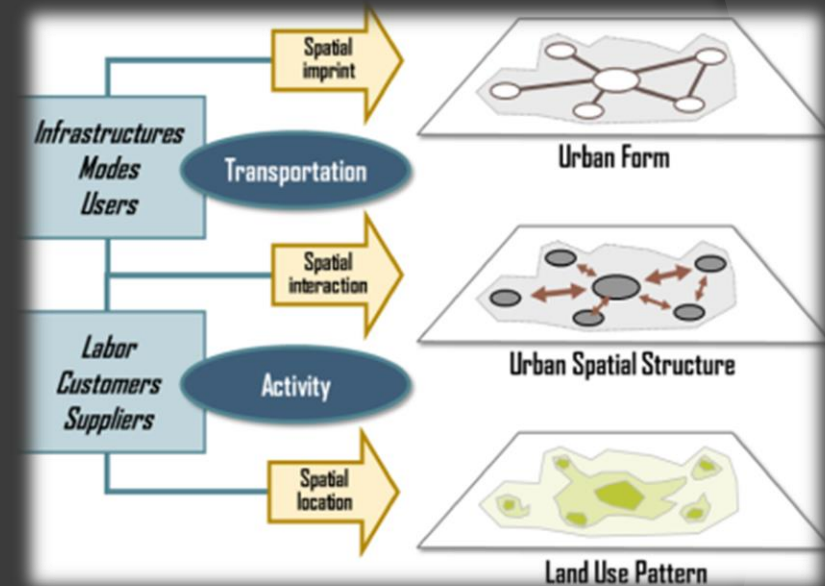 Spatial
imprint
Infrastructures
Modes
Users
Transportation
Urban Form
Spatial
interaction
Urban Spatial Structure
Labor
Customers
Suppliers
Activity
Spatial
location
Land Use Pattern